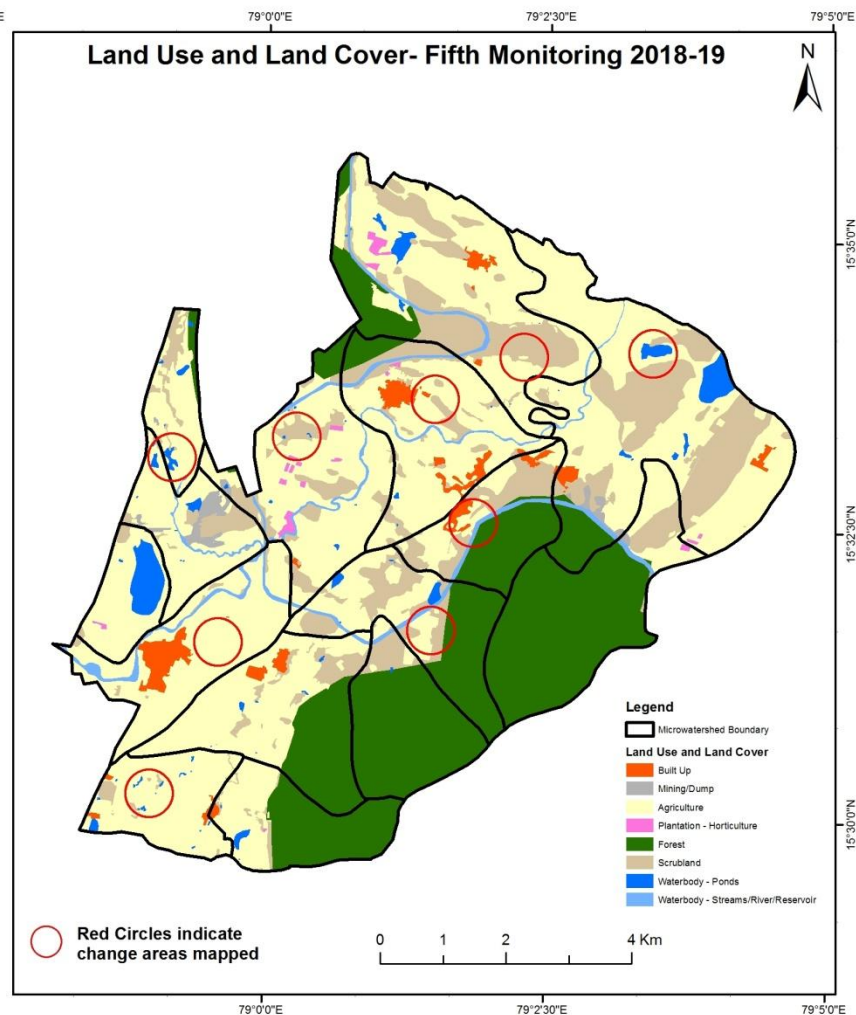 E
79°0'0"E
79°2'30"E
79°5'0"E
Land Use and Land Cover- Fifth Monitoring 2018-19
N
15°35'0"N
15°32'30"N
15°30'0"N
Legend
Microwatershed Boundary
Land Use and Land Cover
Built Up
Mining/Dump
Agriculture
Plantation - Horticulture
Forest
Scrubland
Waterbody - Ponds
Waterbody - Streams/River/Reservoir
Red Circles indicate
change areas mapped
0 1 2 4 Km
E
79°0'0"E
79°2'30"E
79°5'0"E